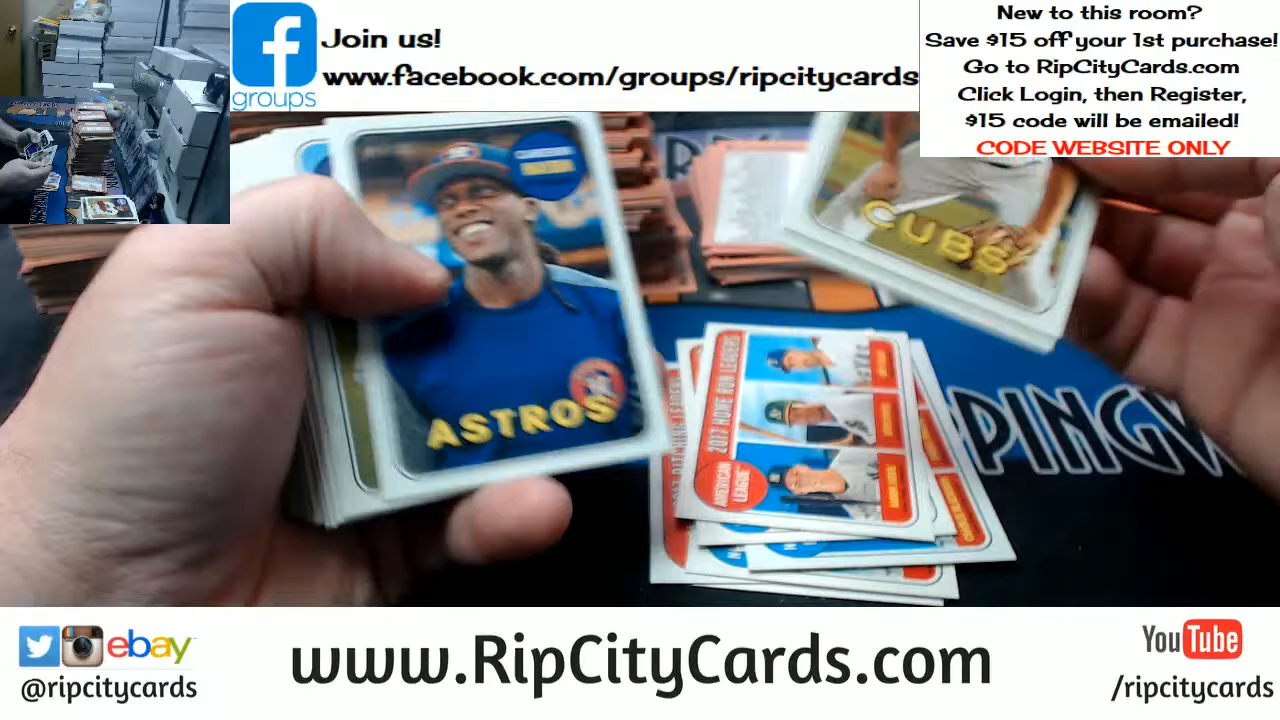 Join us!
www.facebook.com/groups/ripcitycards
groups
New to this room?
Save $15 off your 1st purchase!
Go to RipCityCards.com
Click Login, then Register,
$15 code will be emailed!
CODE WEBSITE ONLY
CUBS
ASTROS
2017 HOME RUN LEADERS
AMERICAN
LEAGUE
PINGW
ebay
@ripcitycards
www.RipCityCards.com
YouTube
/ripcitycards